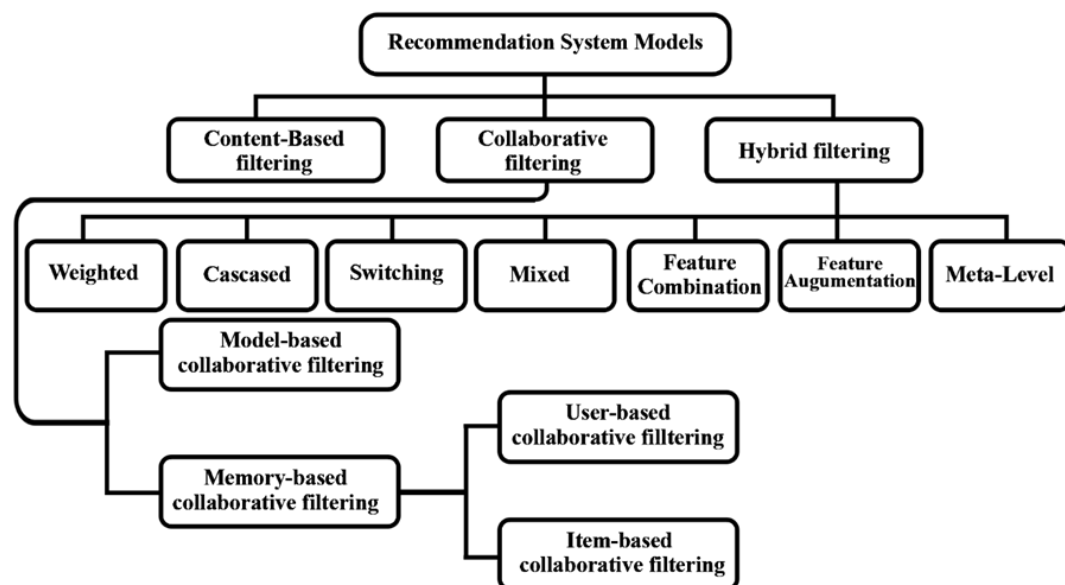 Recommendation System Models
Content-Based
filtering
Collaborative
filtering
Hybrid filtering
Weighted
Cascased
Switching
Mixed
Feature
Combination
Feature
Augumentation
Meta-Level
Model-based
collaborative filtering
Memory-based
collaborative filtering
User-based
collaborative filltering
Item-based
collaborative filtering